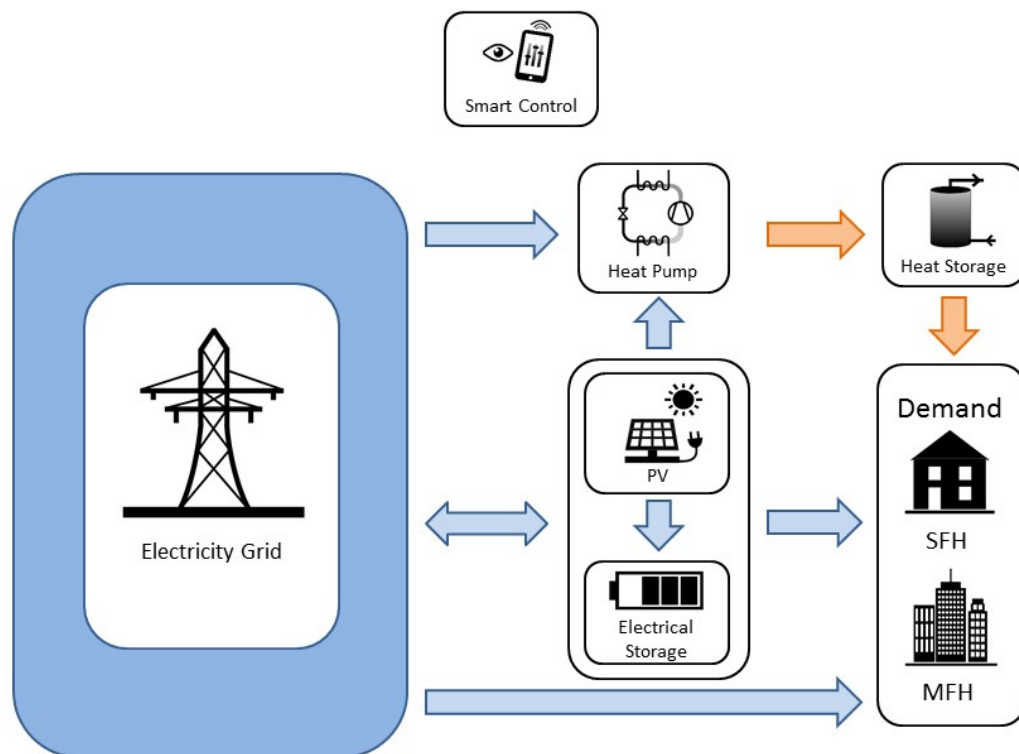 Smart Control
Heat Pump
Heat Storage
Electricity Grid
PV
Electrical
Storage
Demand
SFH
MFH